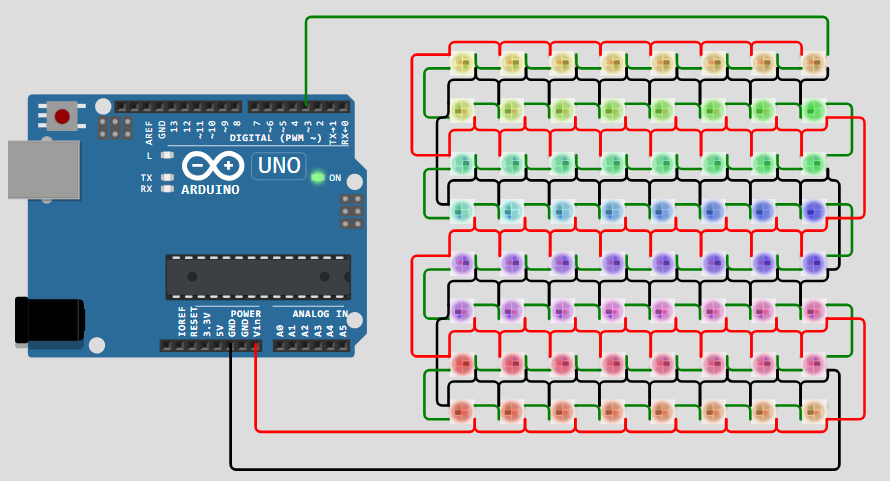 AREF
GND
13
12
~11
~10
~9
8
7
~6
~5
4
~3
2
TX→1
RX←0
DIGITAL (PWM ~)
L
TX
RX
ARDUINO
UNO
ON
IOREF
RESET
3.3V
5V
GND
GND
Vin
POWER
ANALOG IN
A0
A1
A2
A3
A4
A5